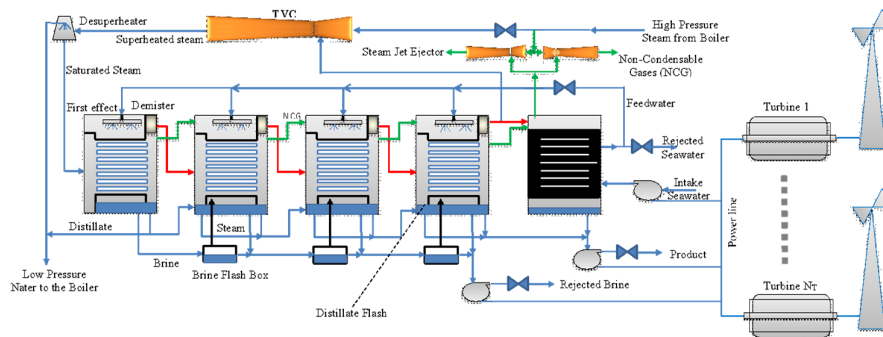 Desuperheater
TVC
High Pressure
Steam from Boiler
Superheated steam
Steam Jet Ejector
Non-Condensable
Gases (NCG)
Saturated Steam
First effect
Demister
NCG
Feedwater
Turbine 1
Rejected
Seawater
Intake
Seawater
Power line
Distillate
Steam
Brine
Brine Flash Box
Low Pressure
Nater to the Boiler
Distillate Flash
Product
Rejected Brine
Turbine NT